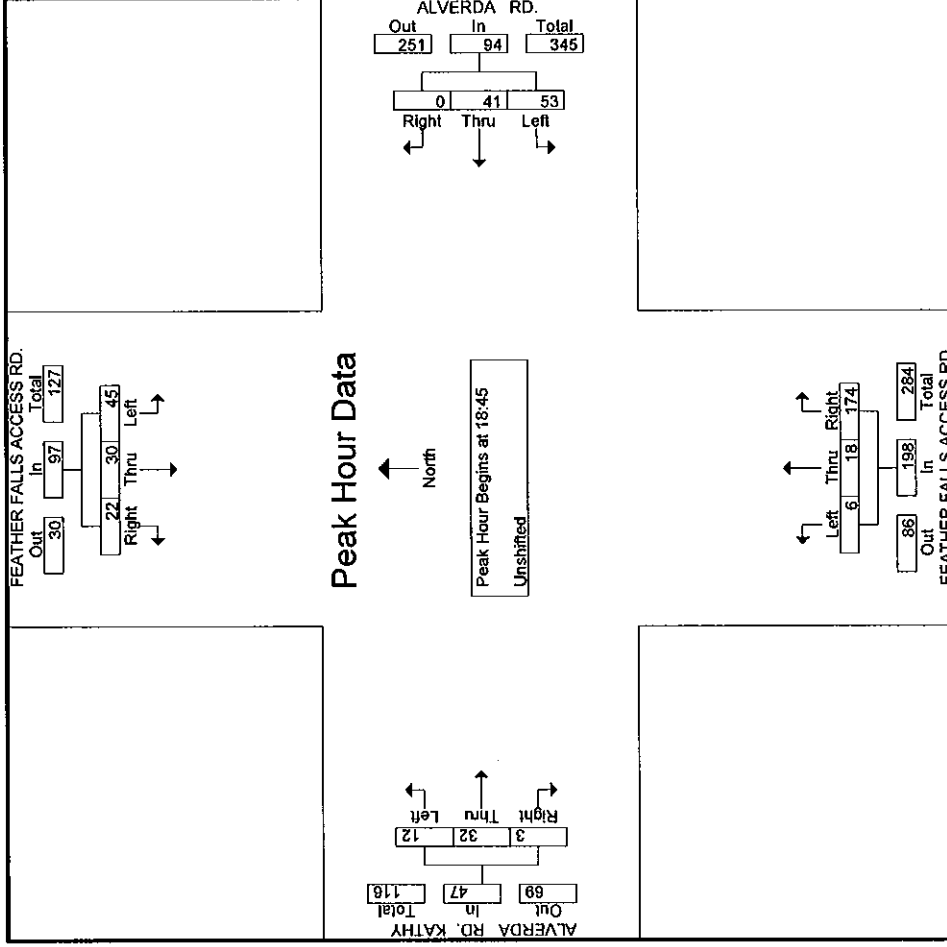 FEATHER FALLS ACCESS RD.
Out In Total
30 97 127
22 30 45
Right Thru Left
ALVERDA RD.
Out In Total
251 94 345
0 41 53
Right Thru Left
Peak Hour Data
North
Peak Hour Begins at 18:45
Unshifted
ALVERDA RD. KATHY
Out In Total
69 47 116
3 32 12
Right Thru Left
Left Thru Right
6 18 174
86 198 284
Out In Total
FEATHER FALLS ACCESS RD.